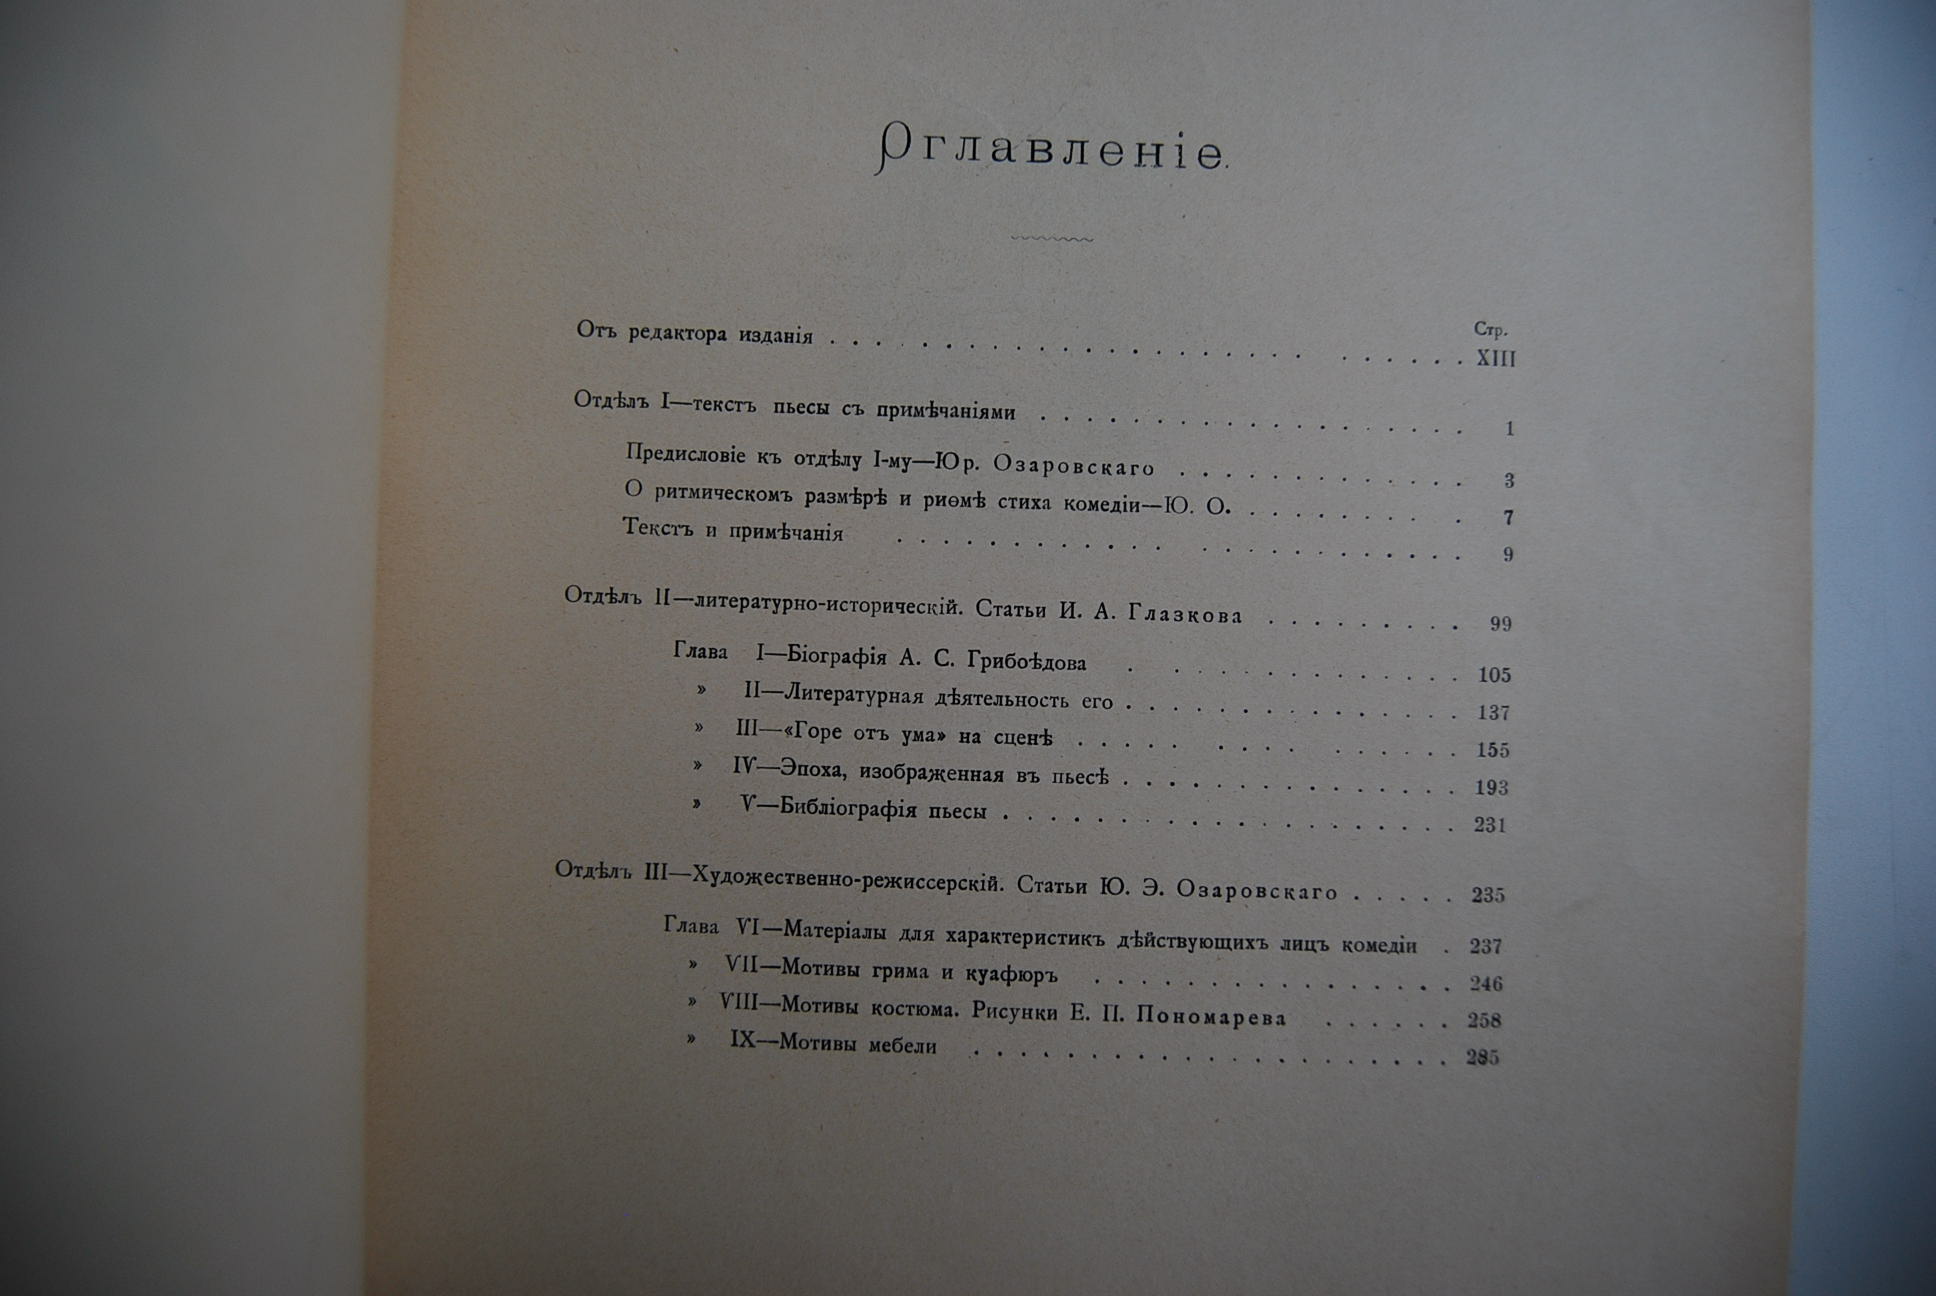 Оглавленіе.
Стр.
Отъ редактора изданія . . . . . . . . . . . . . . . . . . . . . . . . . . . XIII
Отдѣлъ I—текстъ пьесы съ примѣчаніями . . . . . . . . . . . . . . . . . . . 1
Предисловіе къ отдѣлу I-му—Юр. Озаровскаго . . . . . . . . . . . . . 3
О ритмическомъ размѣрѣ и риѳмѣ стиха комедіи—Ю. О. . . . . . . . . . 7
Текстъ и примѣчанія . . . . . . . . . . . . . . . . . . . . . . . . 9
Отдѣлъ II—литературно-историческій. Статьи И. А. Глазкова . . . . . . . . . 99
Глава I—Біографія А. С. Грибоѣдова . . . . . . . . . . . . . . 105
» II—Литературная дѣятельность его . . . . . . . . . . . . . . . 137
» III—«Горе отъ ума» на сценѣ . . . . . . . . . . . . . . . 155
» IV—Эпоха, изображенная въ пьесѣ . . . . . . . . . . . . . . . 193
» V—Библіографія пьесы . . . . . . . . . . . . . . . . . . . . 231
Отдѣлъ III—Художественно-режиссерскій. Статьи Ю. Э. Озаровскаго . . . . . 235
Глава VI—Матеріалы для характеристикъ дѣйствующихъ лицъ комедіи . 237
» VII—Мотивы грима и куафюръ . . . . . . . . . . . . . . . . 246
» VIII—Мотивы костюма. Рисунки Е. П. Пономарева . . . . . . 258
» IX—Мотивы мебели . . . . . . . . . . . . . . . . . . . . . 285